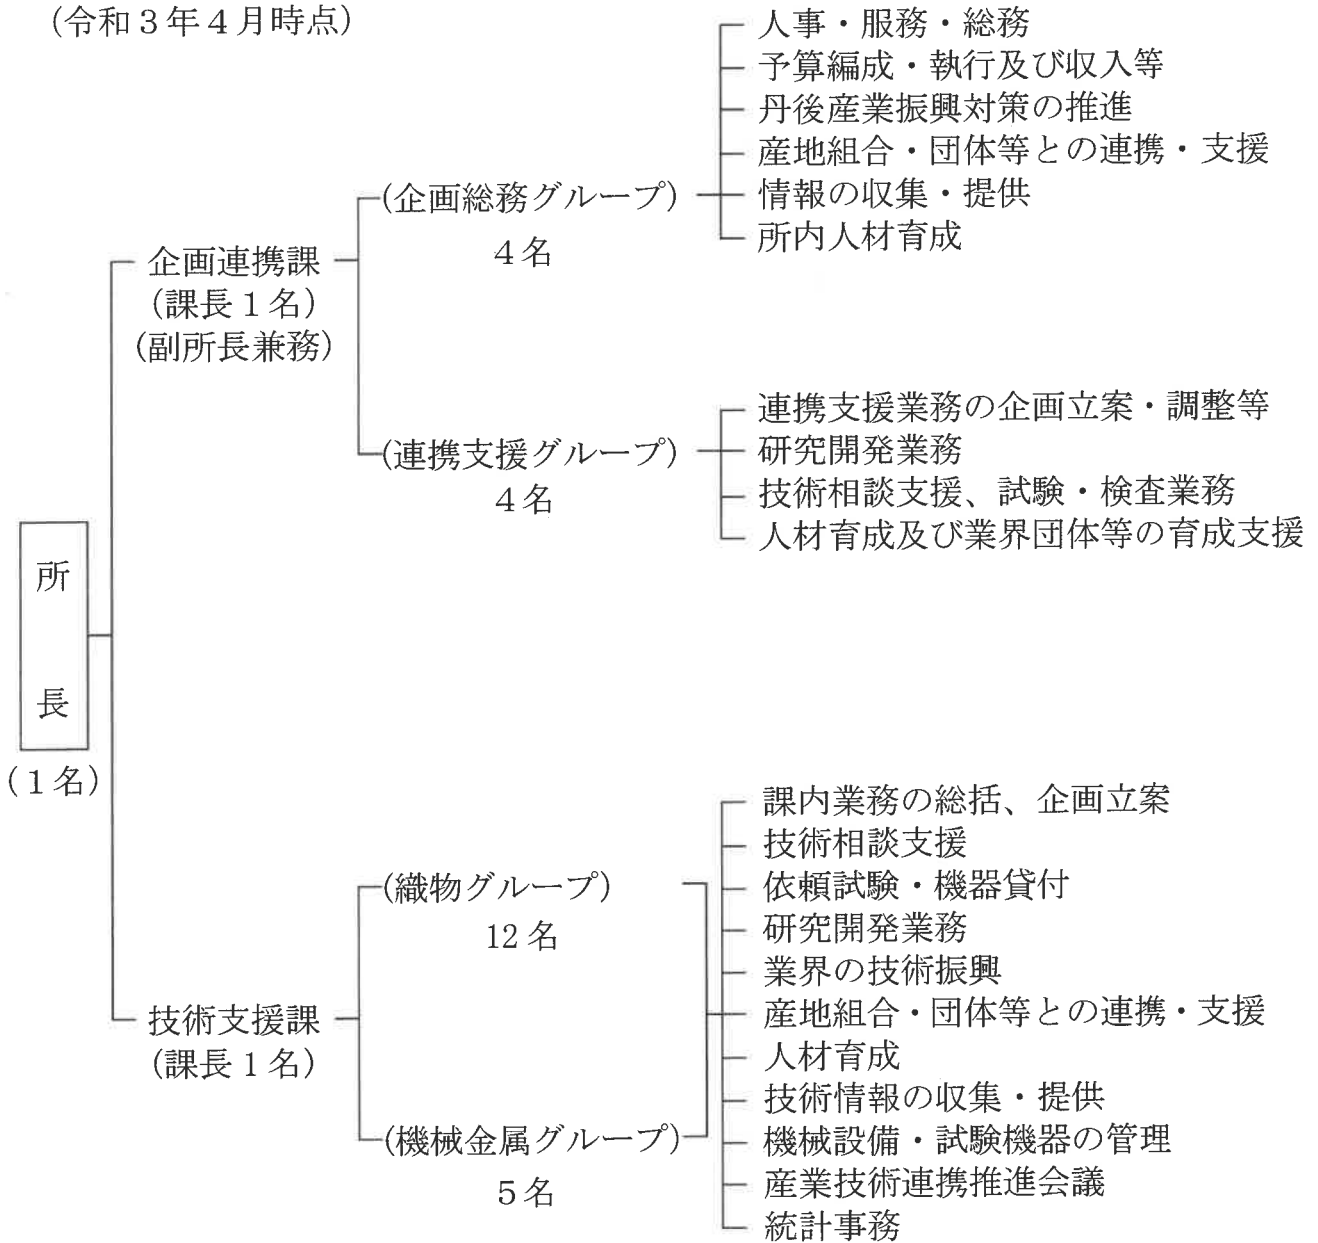 (令和３年４月時点)
所
長
(１名)
企画連携課
(課長１名)
(副所長兼務)
(企画総務グループ)
４名
人事・服務・総務
予算編成・執行及び収入等
丹後産業振興対策の推進
産地組合・団体等との連携・支援
情報の収集・提供
所内人材育成
(連携支援グループ)
４名
連携支援業務の企画立案・調整等
研究開発業務
技術相談支援、試験・検査業務
人材育成及び業界団体等の育成支援
技術支援課
(課長１名)
(織物グループ)
12名
(機械金属グループ)
５名
課内業務の総括、企画立案
技術相談支援
依頼試験・機器貸付
研究開発業務
業界の技術振興
産地組合・団体等との連携・支援
人材育成
技術情報の収集・提供
機械設備・試験機器の管理
産業技術連携推進会議
統計事務